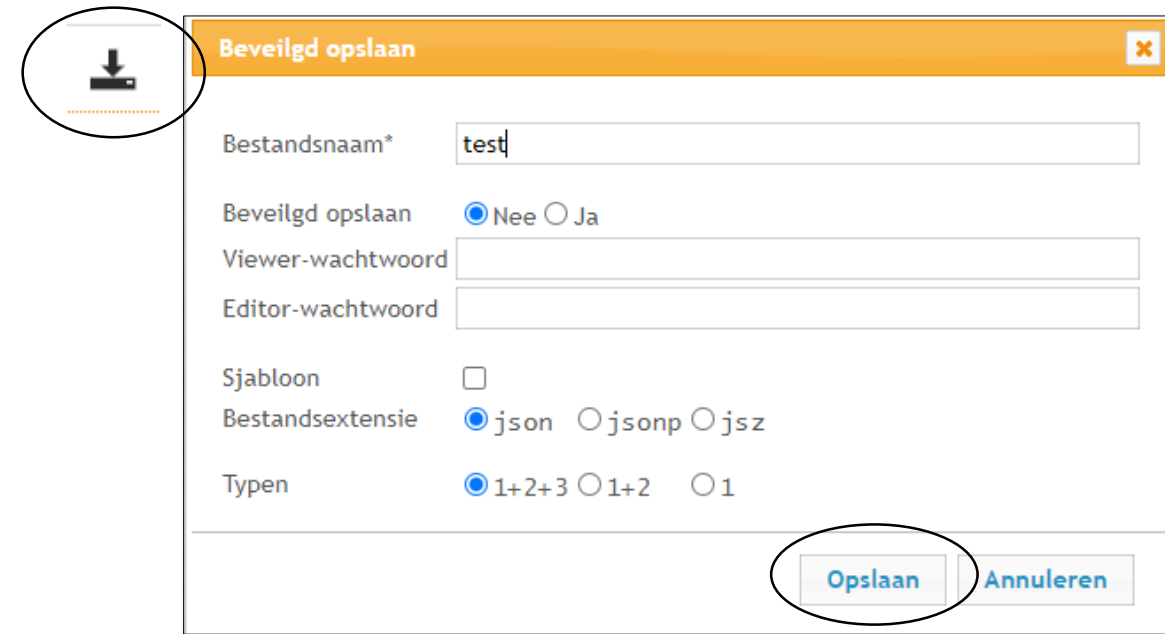 Beveilgd opslaan
Bestandsnaam* test
Beveilgd opslaan Nee Ja
Viewer-wachtwoord
Editor-wachtwoord
Sjabloon
Bestandsextensie json jsonp jsz
Typen 1+2+3 1+2 1
Opslaan Annuleren